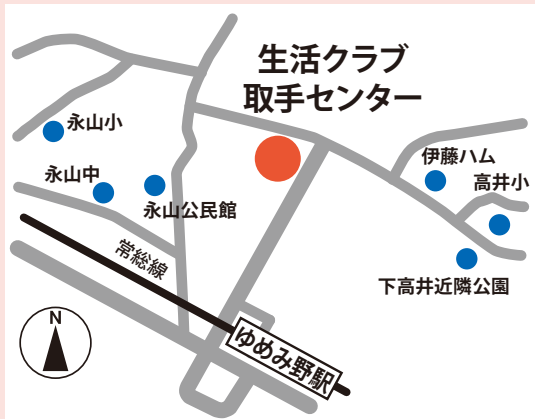 生活クラブ
取手センター
永山小
伊藤ハム
永山中
高井小
永山公民館
常総線
下高井近隣公園
N
ゆめみ野駅